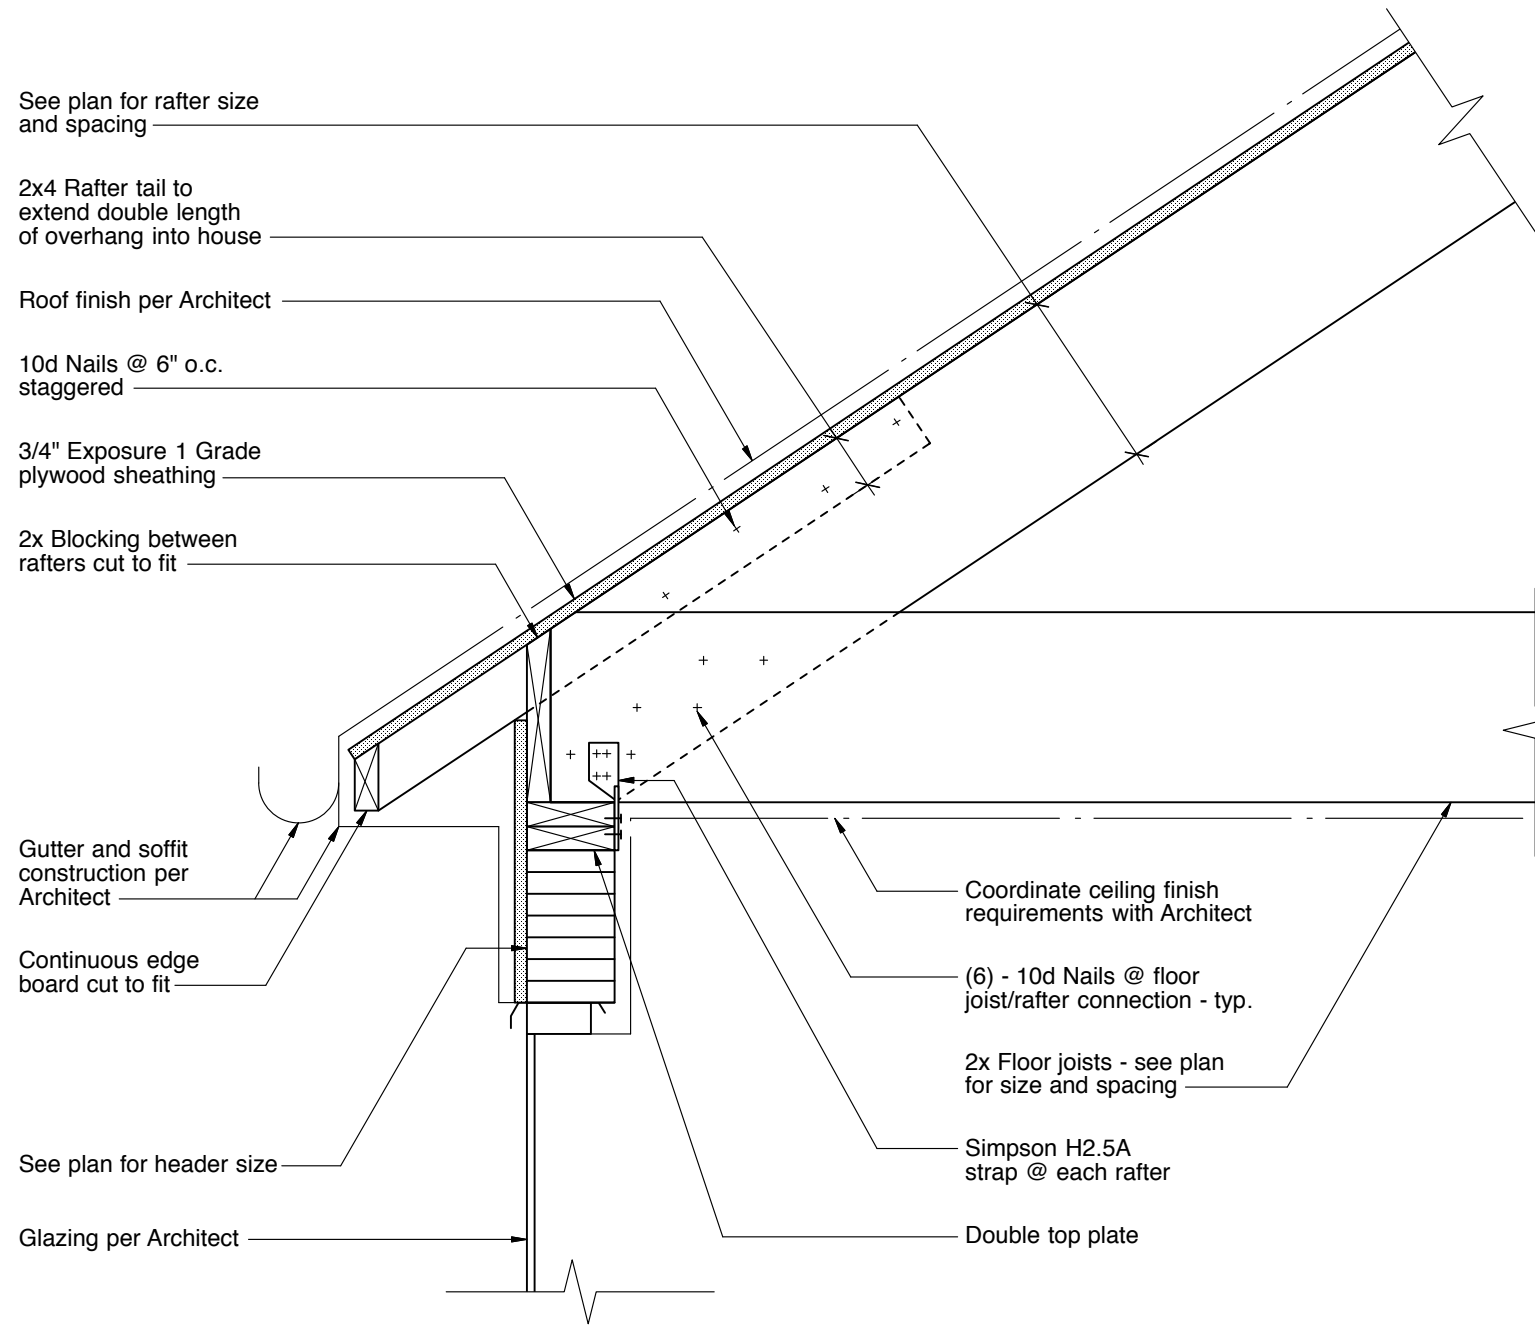 See plan for rafter size
and spacing
2x4 Rafter tail to
extend double length
of overhang into house
Roof finish per Architect
10d Nails @ 6" o.c.
staggered
3/4" Exposure 1 Grade
plywood sheathing
2x Blocking between
rafters cut to fit
Gutter and soffit
construction per
Architect
Continuous edge
board cut to fit
See plan for header size
Glazing per Architect
Coordinate ceiling finish
requirements with Architect
(6) - 10d Nails @ floor
joist/rafter connection - typ.
2x Floor joists - see plan
for size and spacing
Simpson H2.5A
strap @ each rafter
Double top plate